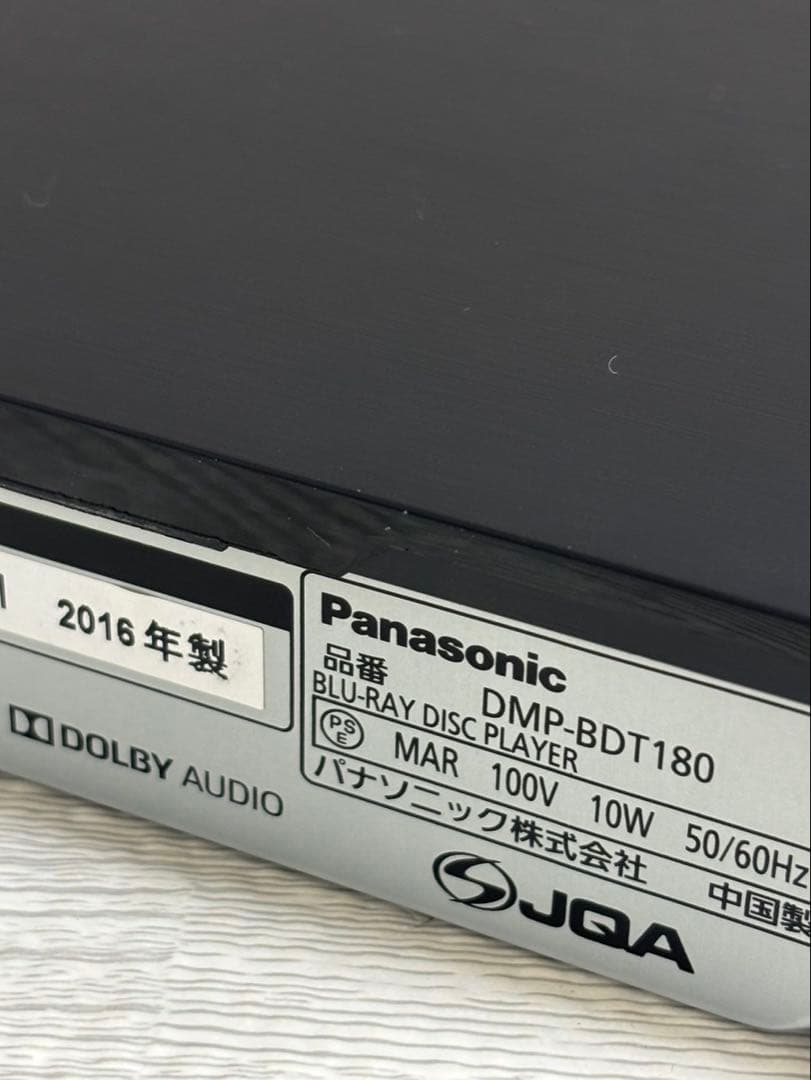 2016年製
DOLBY AUDIO
Panasonic
品番 DMP-BDT180
BLU-RAY DISC PLAYER
PSE MAR 100V 10W 50/60Hz
パナソニック株式会社 中国製
JQA